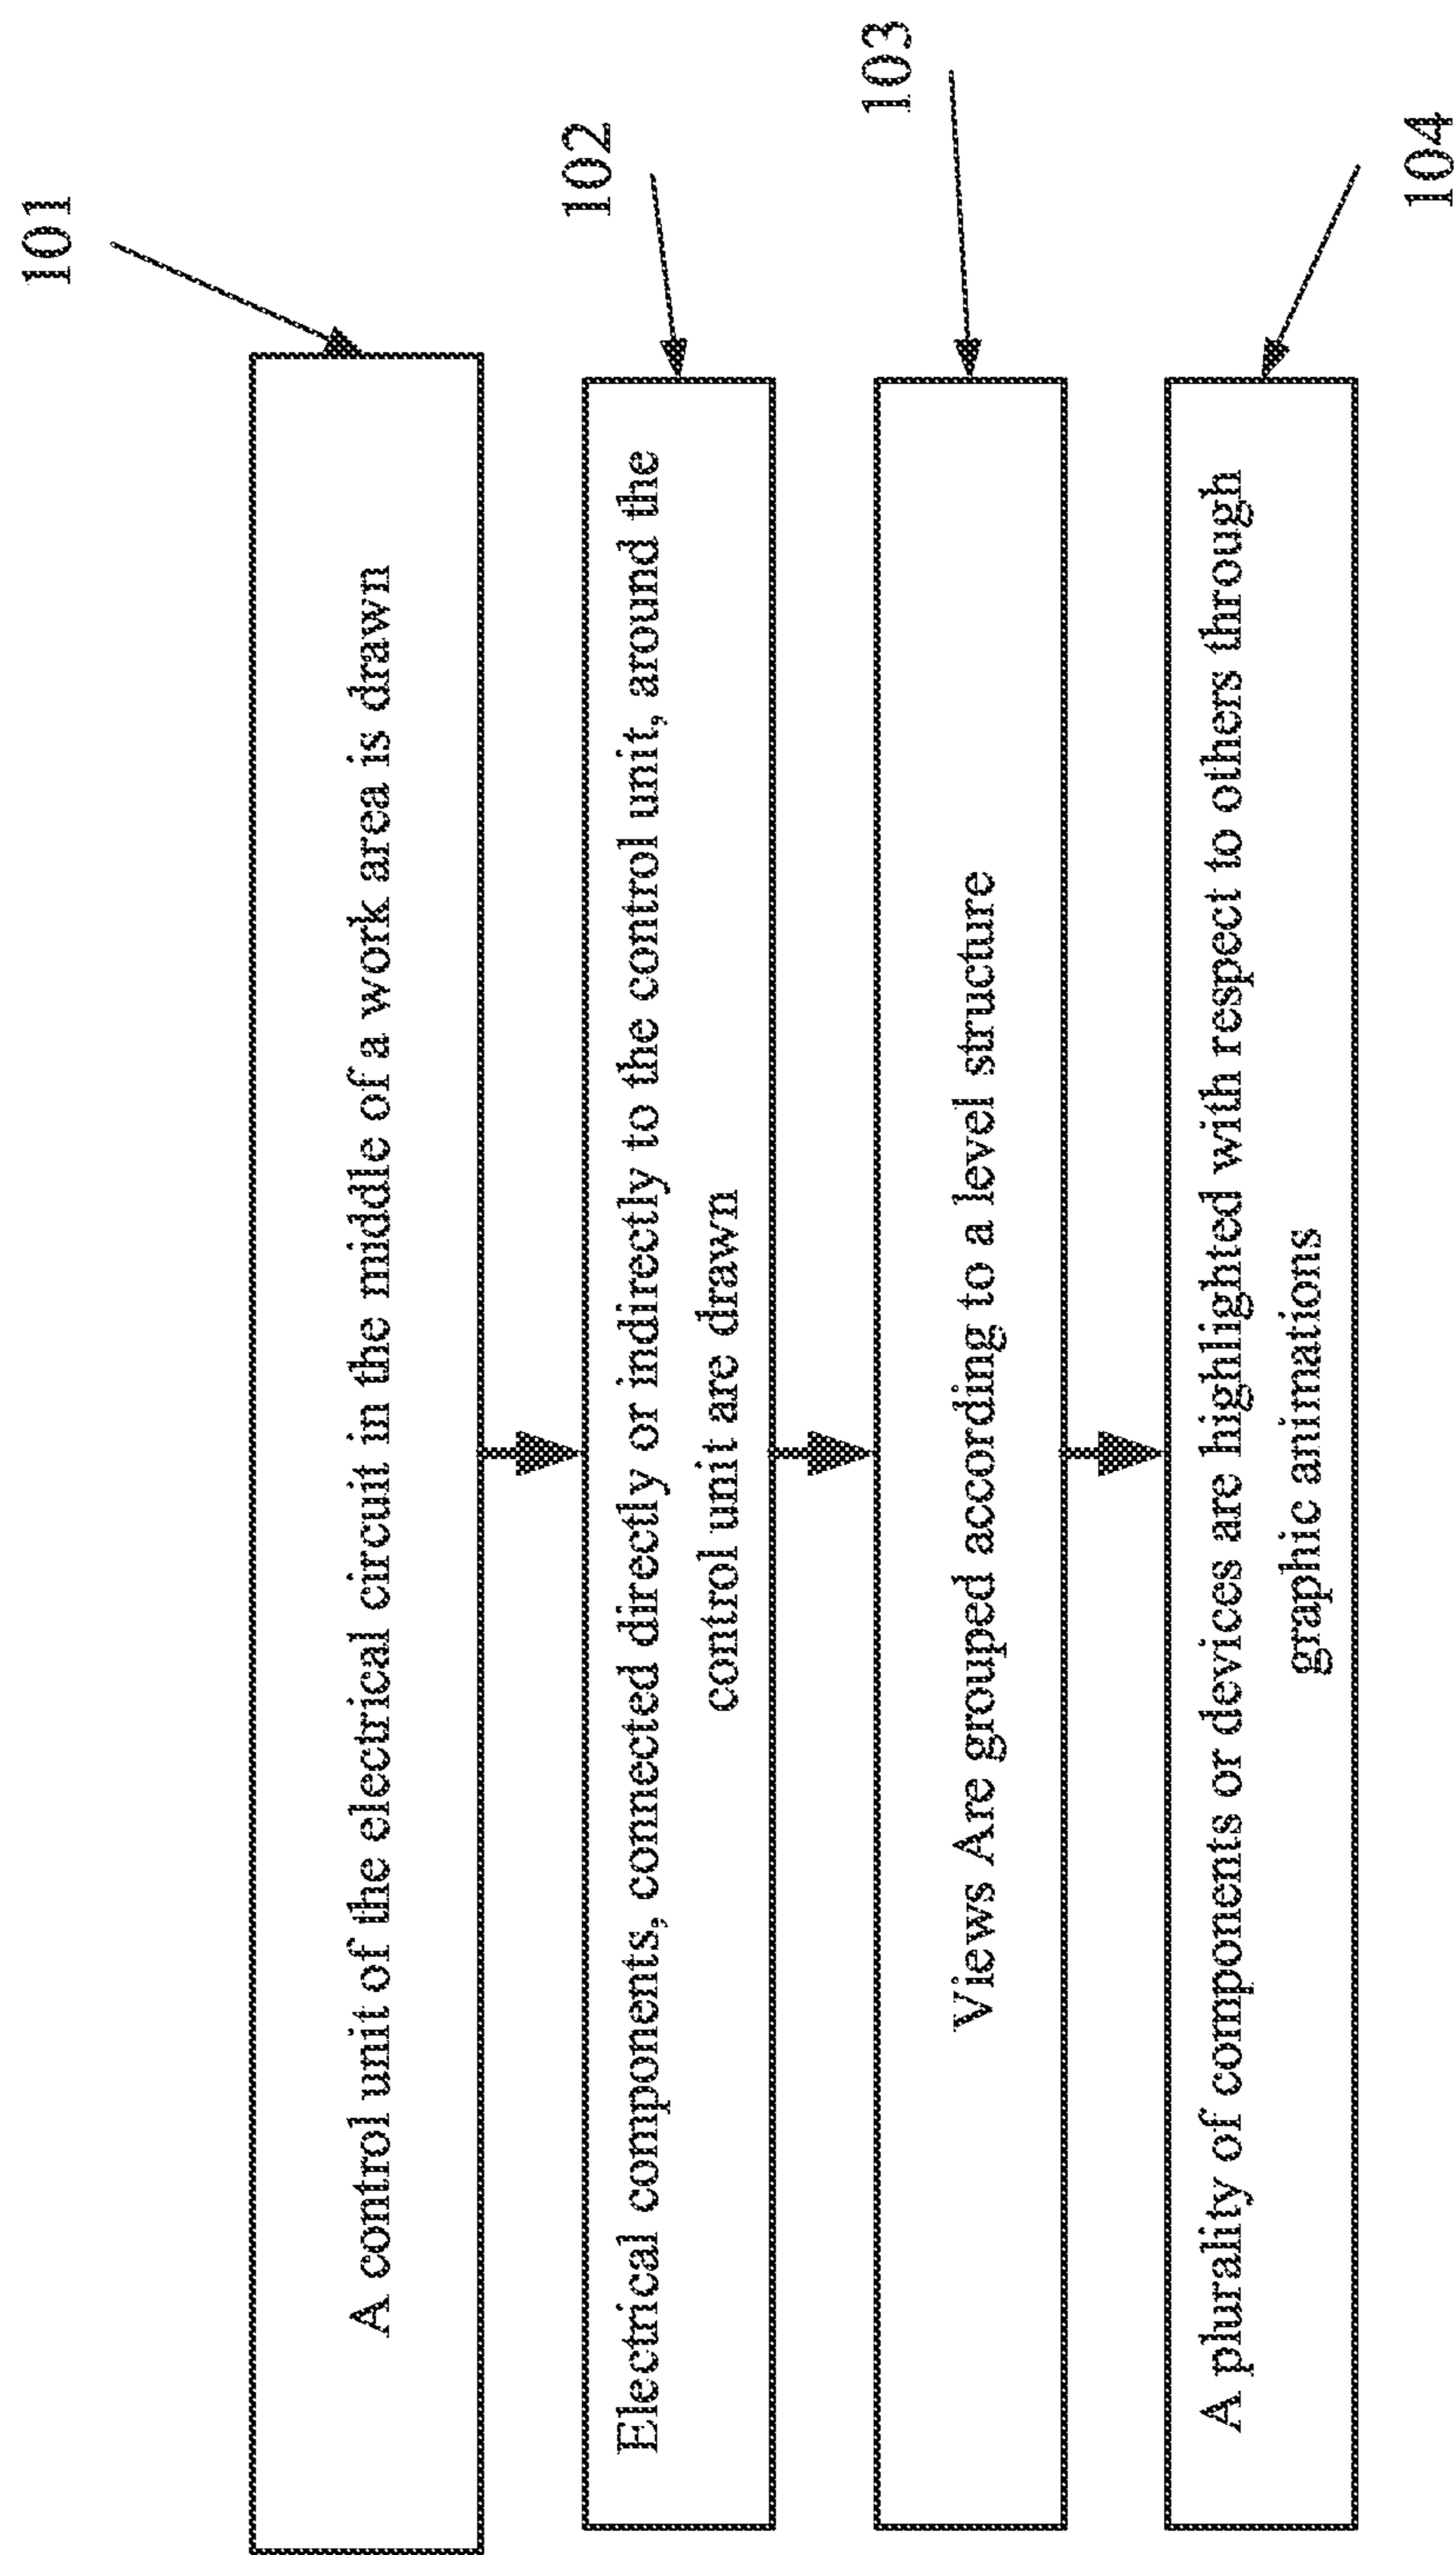 A control unit of the electrical circuit in the middle of a work area is drawn
101
Electrical components, connected directly or indirectly to the control unit, around the
control unit are drawn
102
Views Are grouped according to a level structure
103
A plurality of components or devices are highlighted with respect to others through
graphic animations
104